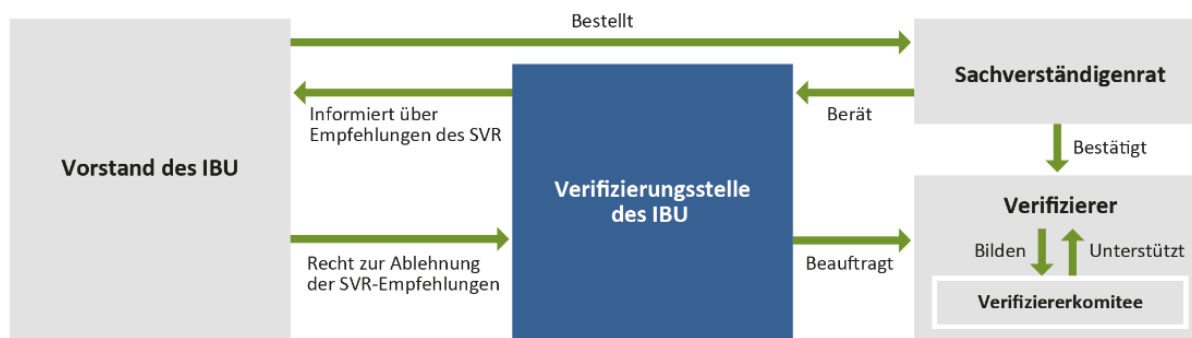 Bestellt
Sachverständigenrat
Informiert über
Empfehlungen des SVR
Berät
Bestätigt
Vorstand des IBU
Verifizierungsstelle
des IBU
Verifizierer
Bilden
Unterstützt
Recht zur Ablehnung
der SVR-Empfehlungen
Beauftragt
Verifiziererkomitee